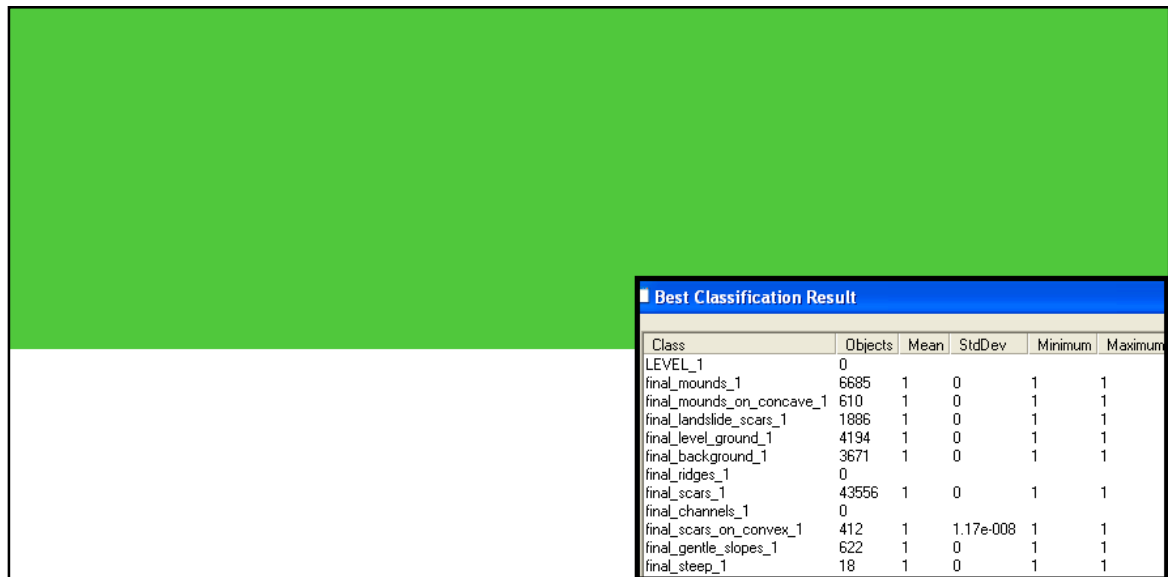 Best Classification Result
Class Objects Mean StdDev Minimum Maximum
LEVEL_1 0
final_mounds_1 6685 1 0 1 1
final_mounds_on_concave_1 610 1 0 1 1
final_landslide_scars_1 1886 1 0 1 1
final_level_ground_1 4194 1 0 1 1
final_background_1 3671 1 0 1 1
final_ridges_1 0
final_scars_1 43556 1 0 1 1
final_channels_1 0
final_scars_on_convex_1 412 1 1.17e-008 1 1
final_gentle_slopes_1 622 1 0 1 1
final_steep_1 18 1 0 1 1